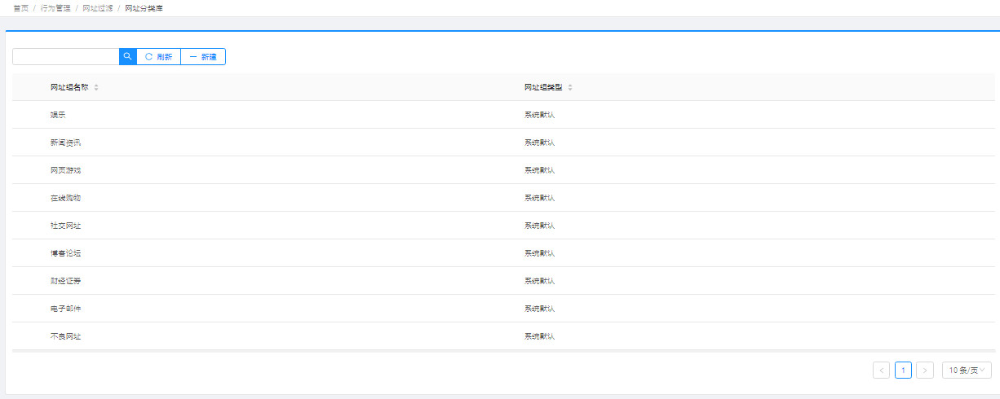 首页 / 行为管理 / 网址过滤 / 网址分类库
刷新 新建
网址组名称 网址组类型
娱乐 系统默认
新闻资讯 系统默认
网页游戏 系统默认
在线购物 系统默认
社交网址 系统默认
博客论坛 系统默认
财经证券 系统默认
电子邮件 系统默认
不良网址 系统默认
1 10 条/页